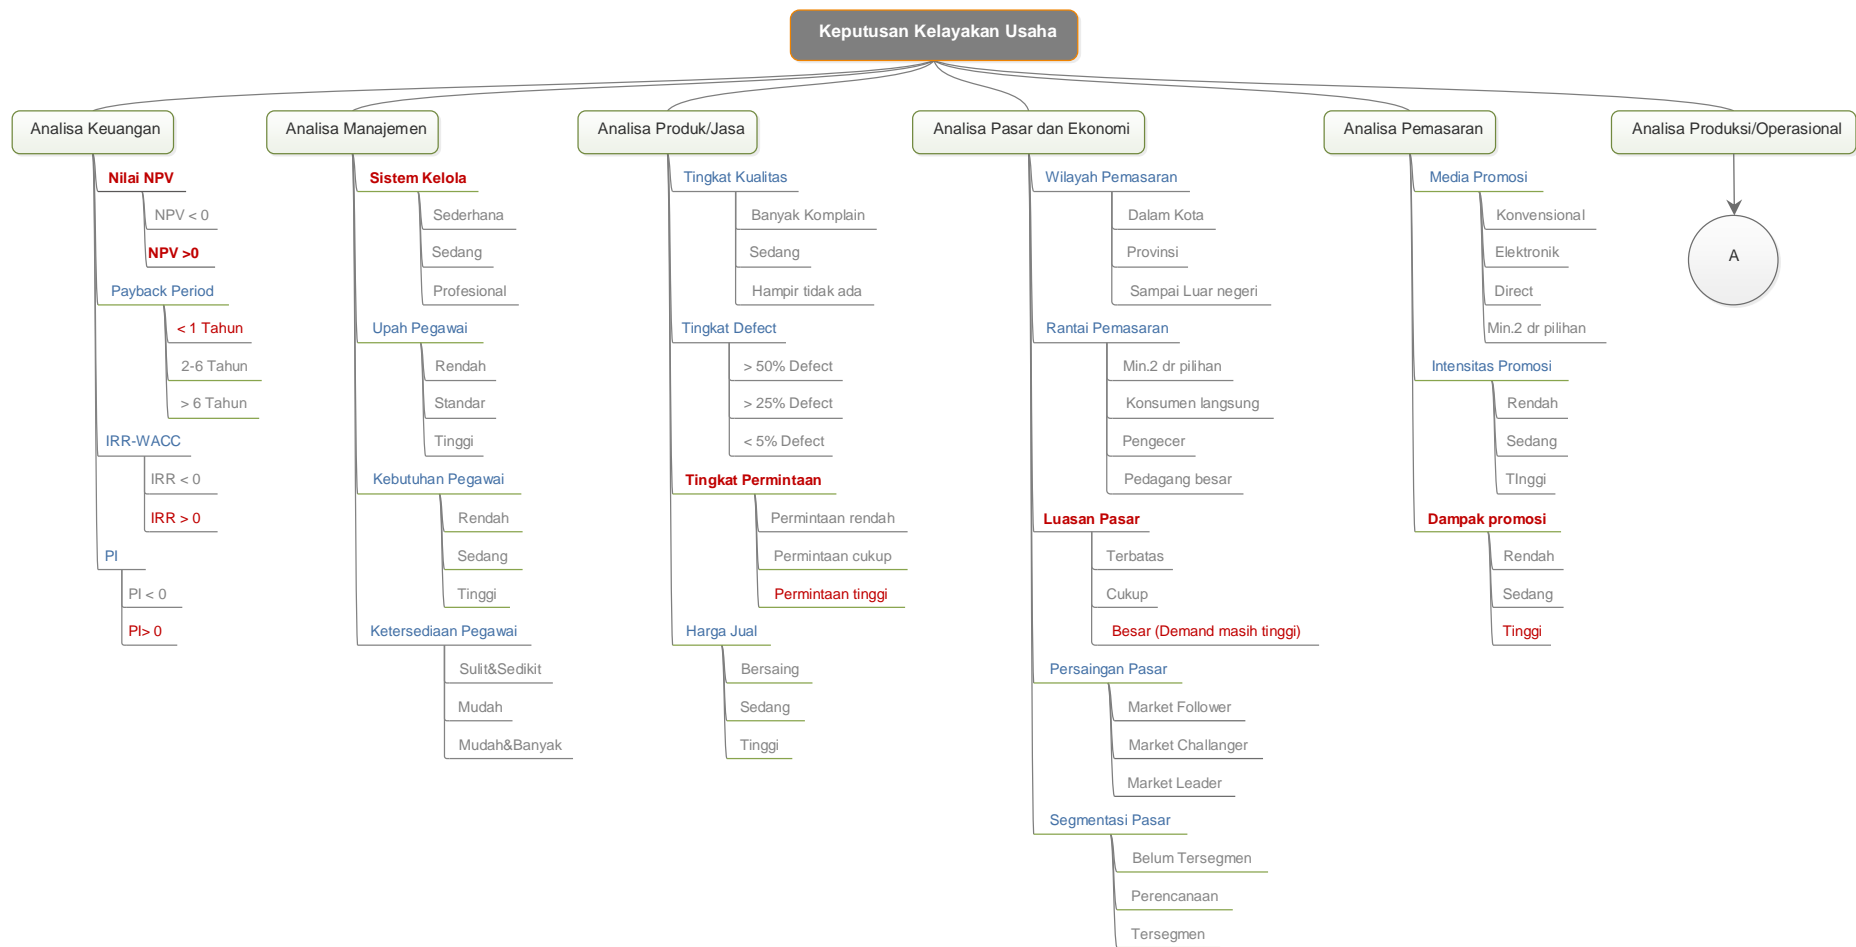 Keputusan Kelayakan Usaha
Analisa Keuangan
Nilai NPV
NPV < 0
NPV >0
Payback Period
< 1 Tahun
2-6 Tahun
> 6 Tahun
IRR-WACC
IRR < 0
IRR > 0
PI
PI < 0
PI> 0
Analisa Manajemen
Sistem Kelola
Sederhana
Sedang
Profesional
Upah Pegawai
Rendah
Standar
Tinggi
Kebutuhan Pegawai
Rendah
Sedang
Tinggi
Ketersediaan Pegawai
Sulit&Sedikit
Mudah
Mudah&Banyak
Analisa Produk/Jasa
Tingkat Kualitas
Banyak Komplain
Sedang
Hampir tidak ada
Tingkat Defect
> 50% Defect
> 25% Defect
< 5% Defect
Tingkat Permintaan
Permintaan rendah
Permintaan cukup
Permintaan tinggi
Harga Jual
Bersaing
Sedang
Tinggi
Analisa Pasar dan Ekonomi
Wilayah Pemasaran
Dalam Kota
Provinsi
Sampai Luar negeri
Rantai Pemasaran
Min.2 dr pilihan
Konsumen langsung
Pengecer
Pedagang besar
Luasan Pasar
Terbatas
Cukup
Besar (Demand masih tinggi)
Persaingan Pasar
Market Follower
Market Challanger
Market Leader
Segmentasi Pasar
Belum Tersegmen
Perencanaan
Tersegmen
Analisa Pemasaran
Media Promosi
Konvensional
Elektronik
Direct
Min.2 dr pilihan
Intensitas Promosi
Rendah
Sedang
TInggi
Dampak promosi
Rendah
Sedang
Tinggi
Analisa Produksi/Operasional
A